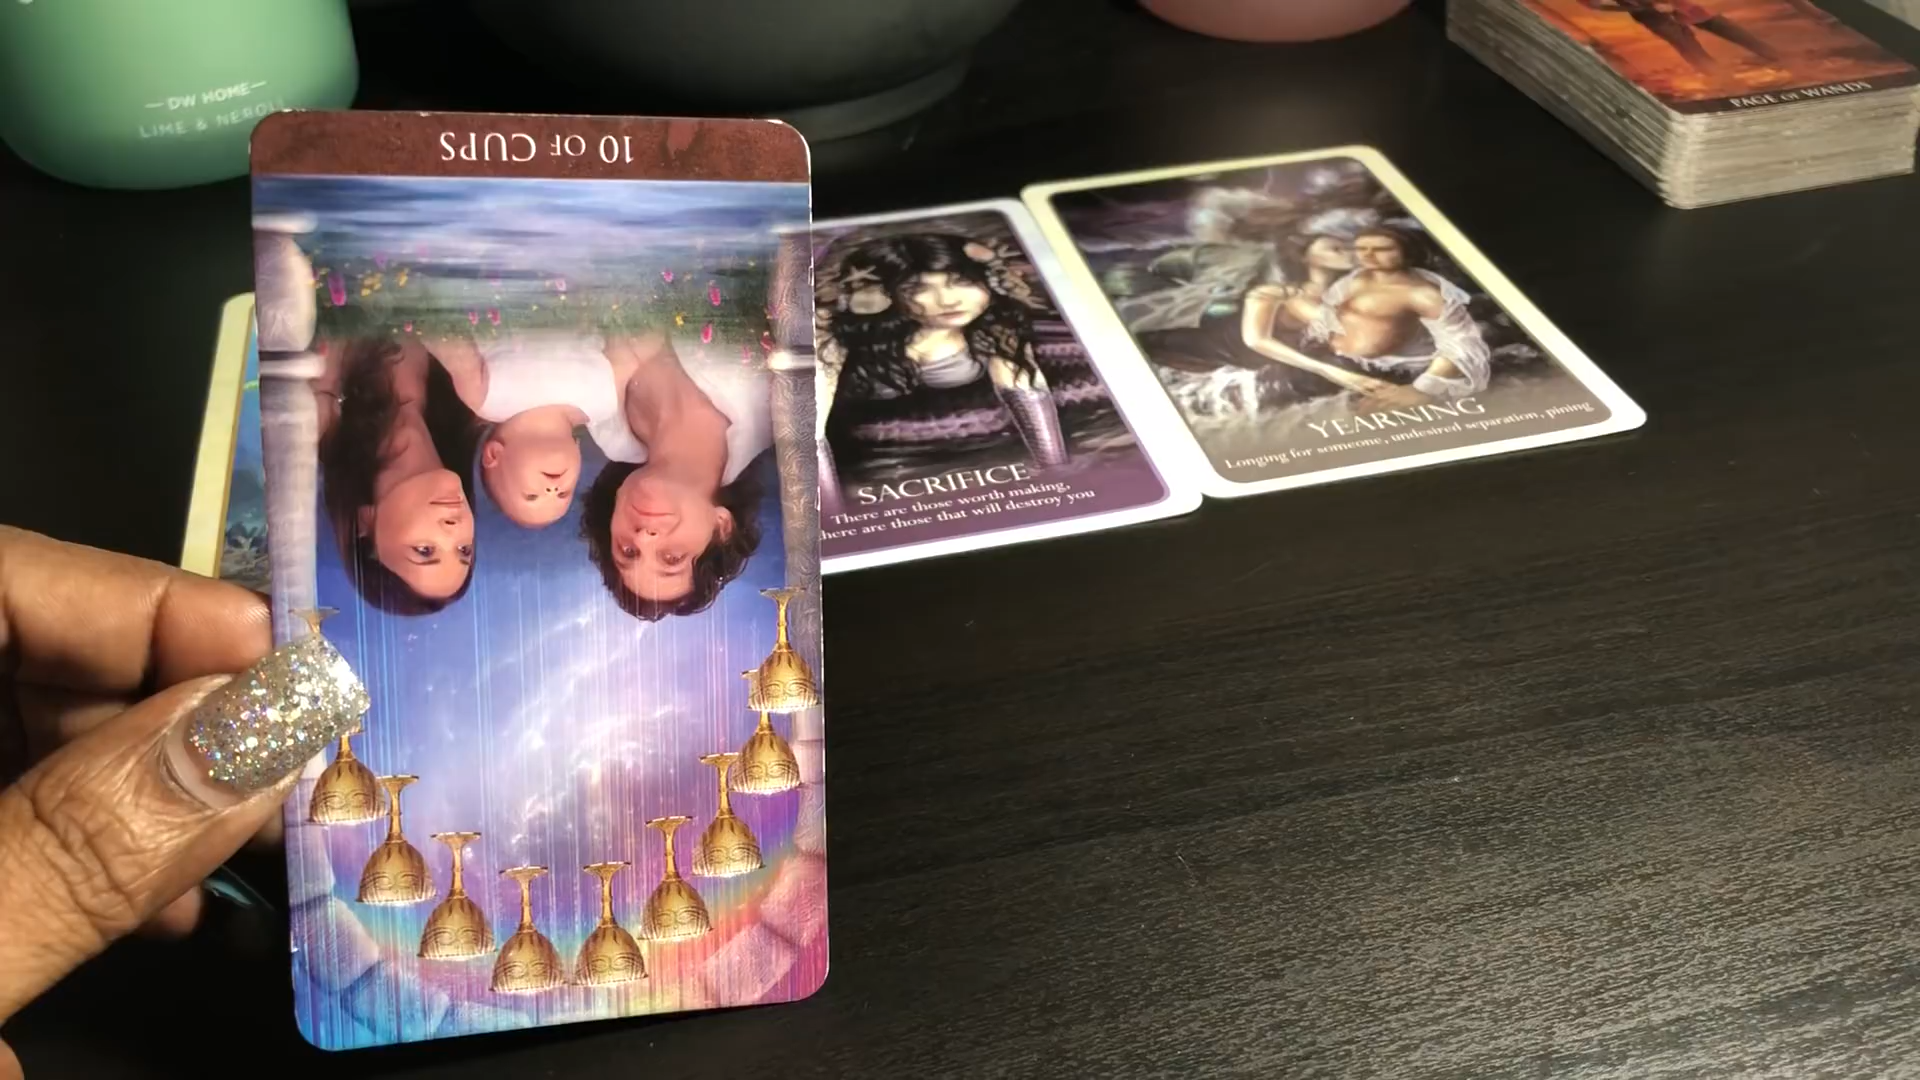 —DW HOME—
LIME & NEROLI
10 OF CUPS
SACRIFICE
There are those worth making,
here are those that will destroy you
YEARNING
Longing for someone, undesired separation, pining
PAGE OF WANDS